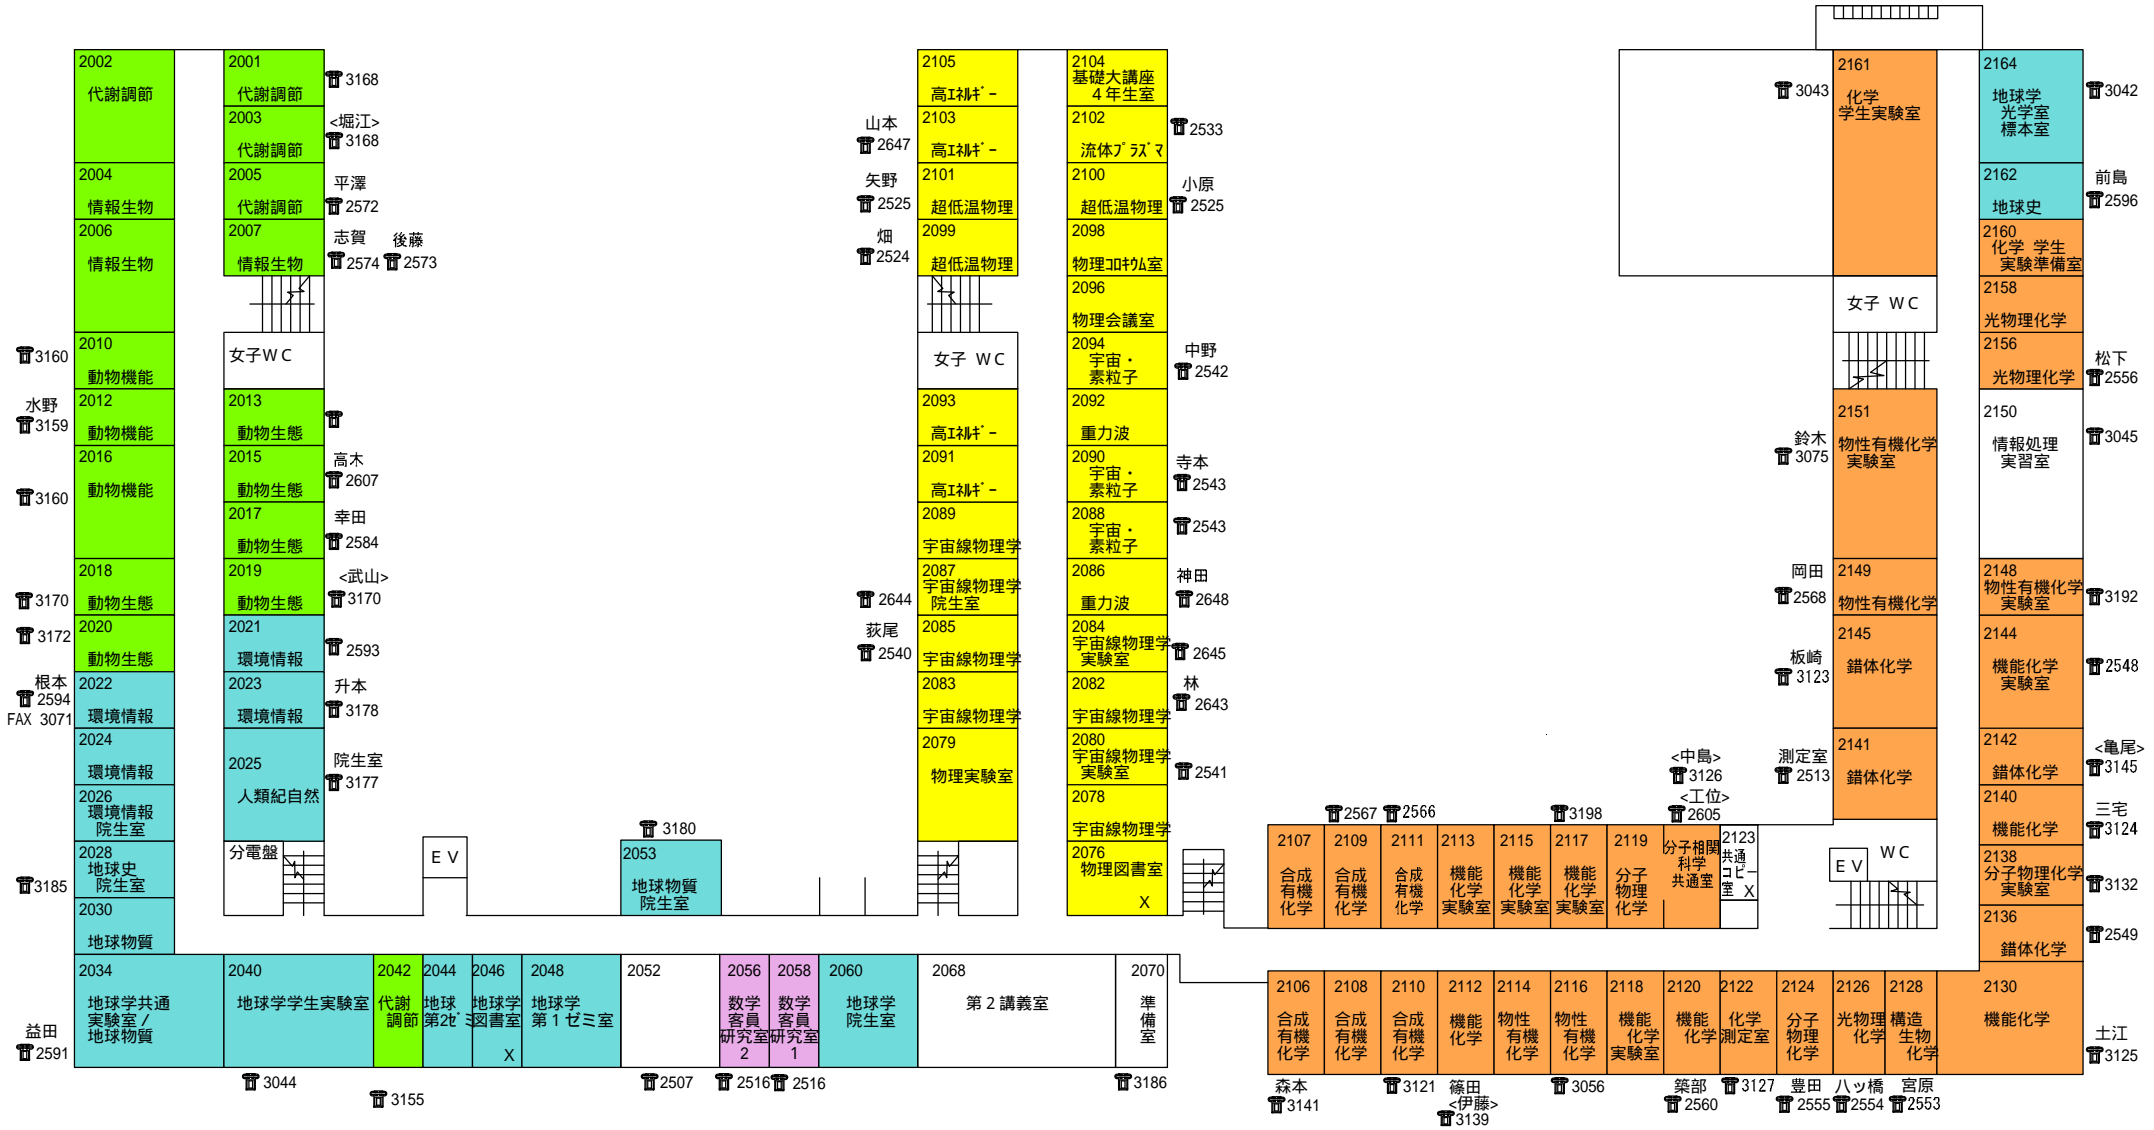 2002
代謝調節
2001
代謝調節
3168
2003
代謝調節
<堀江>
3168
2004
情報生物
2005
代謝調節
平澤
2572
2006
情報生物
2007
情報生物
志賀
2574
後藤
2573
女子WC
3160
2010
動物機能
水野
3159
2012
動物機能
2013
動物生態
3160
2016
動物機能
2015
動物生態
高木
2607
2017
動物生態
幸田
2584
3170
2018
動物生態
2019
動物生態
<武山>
3170
3172
2020
動物生態
2021
環境情報
2593
根本
2594
FAX 3071
2022
環境情報
2023
環境情報
升本
3178
2024
環境情報
2025
人類紀自然
院生室
3177
2026
環境情報
院生室
3185
2028
地球史
院生室
分電盤
EV
2030
地球物質
3180
2053
地球物質
院生室
2034
地球学共通
実験室/
地球物質
益田
2591
2040
地球学学生実験室
3044
2042
代謝
調節
3155
2044
地球
第2ゼミ
2046
地球学
図書室
X
2048
地球学
第1ゼミ室
2052
2507
2056
数学
客員
研究室
2
2516
2058
数学
客員
研究室
1
2516
2060
地球学
院生室
2068
第2講義室
2070
準
備
室
3186
2105
高エネルギー
2104
基礎大講座
4年生室
山本
2647
2103
高エネルギー
2102
流体プラズマ
2533
矢野
2525
2101
超低温物理
2100
超低温物理
小原
2525
畑
2524
2099
超低温物理
2098
物理コロキウム室
2096
物理会議室
女子 WC
2094
宇宙・
素粒子
中野
2542
2093
高エネルギー
2092
重力波
2091
高エネルギー
2090
宇宙・
素粒子
寺本
2543
2089
宇宙線物理学
2088
宇宙・
素粒子
2543
2644
2087
宇宙線物理学
院生室
2086
重力波
神田
2648
荻尾
2540
2085
宇宙線物理学
2084
宇宙線物理学
実験室
2645
2083
宇宙線物理学
2082
宇宙線物理学
林
2643
2079
物理実験室
2080
宇宙線物理学
実験室
2541
2078
宇宙線物理学
2076
物理図書室
X
3043
2161
化学
学生実験室
2164
地球学
光学室
標本室
3042
2162
地球史
前島
2596
2160
化学 学生
実験準備室
女子 WC
2158
光物理化学
2156
光物理化学
松下
2556
鈴木
3075
2151
物性有機化学
実験室
2150
情報処理
実習室
3045
岡田
2568
2149
物性有機化学
2148
物性有機化学
実験室
3192
板崎
3123
2145
錯体化学
2144
機能化学
実験室
2548
測定室
2513
2141
錯体化学
2142
錯体化学
<亀尾>
3145
2140
機能化学
三宅
3124
EV
WC
2138
分子物理化学
実験室
3132
2136
錯体化学
2549
2130
機能化学
土江
3125
2107
合成
有機
化学
2567
2109
合成
有機
化学
2566
2111
合成
有機
化学
2113
機能
化学
実験室
2115
機能
化学
実験室
3198
2117
機能
化学
実験室
2119
分子
物理
化学
<中島>
3126
<工位>
2605
分子相関
科学
共通室
2123
共通
コピー
室 X
2106
合成
有機
化学
森本
3141
2108
合成
有機
化学
2110
合成
有機
化学
3121
2112
機能
化学
篠田
<伊藤>
3139
2114
物性
有機
化学
2116
物性
有機
化学
3056
2118
機能
化学
実験室
2120
機能
化学
築部
2560
2122
化学
測定室
3127
2124
分子
物理
化学
豊田
2555
2126
光物理
化学
八ッ橋
2554
2128
構造
生物
化学
宮原
2553